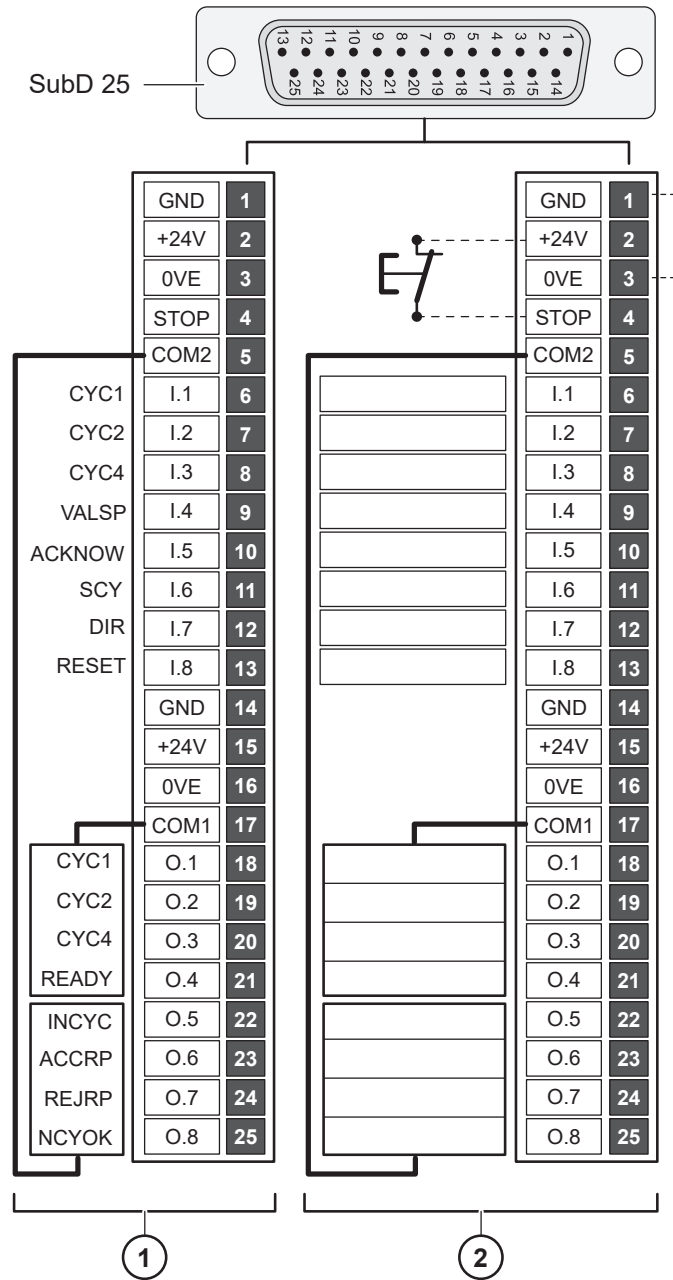 13 12 11 10 9 8 7 6 5 4 3 2 1
25 24 23 22 21 20 19 18 17 16 15 14
SubD 25
GND 1 GND 1
+24V 2 +24V 2
0VE 3 0VE 3
STOP 4 STOP 4
COM2 5 COM2 5
CYC1 I.1 6 I.1 6
CYC2 I.2 7 I.2 7
CYC4 I.3 8 I.3 8
VALSP I.4 9 I.4 9
ACKNOW I.5 10 I.5 10
SCY I.6 11 I.6 11
DIR I.7 12 I.7 12
RESET I.8 13 I.8 13
GND 14 GND 14
+24V 15 +24V 15
0VE 16 0VE 16
COM1 17 COM1 17
CYC1 O.1 18 O.1 18
CYC2 O.2 19 O.2 19
CYC4 O.3 20 O.3 20
READY O.4 21 O.4 21
INCYC O.5 22 O.5 22
ACCRP O.6 23 O.6 23
REJRP O.7 24 O.7 24
NCYOK O.8 25 O.8 25
1 2